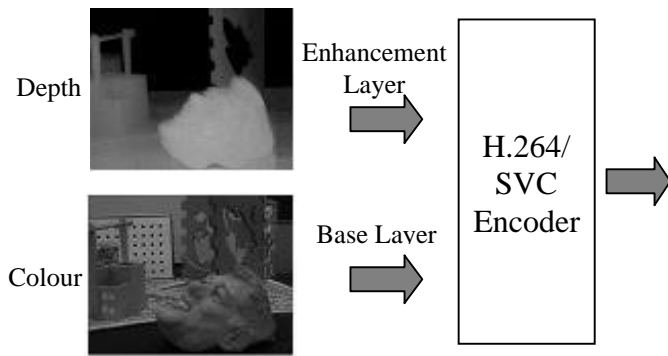 Depth
Enhancement
Layer
H.264/
SVC
Encoder
Colour
Base Layer